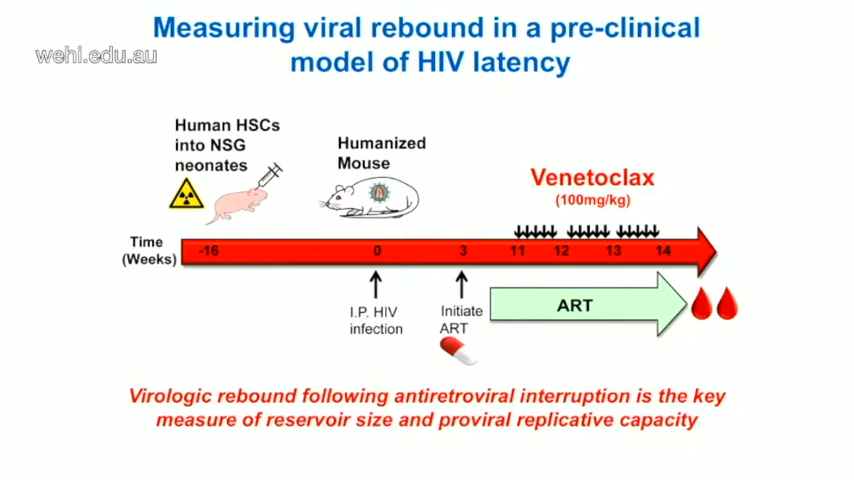 Measuring viral rebound in a pre-clinical
model of HIV latency
wehi.edu.au
Human HSCs
into NSG
neonates
Humanized
Mouse
Venetoclax
(100mg/kg)
Time
(Weeks)
-16
0
3
11
12
13
14
I.P. HIV
infection
Initiate
ART
ART
Virologic rebound following antiretroviral interruption is the key
measure of reservoir size and proviral replicative capacity